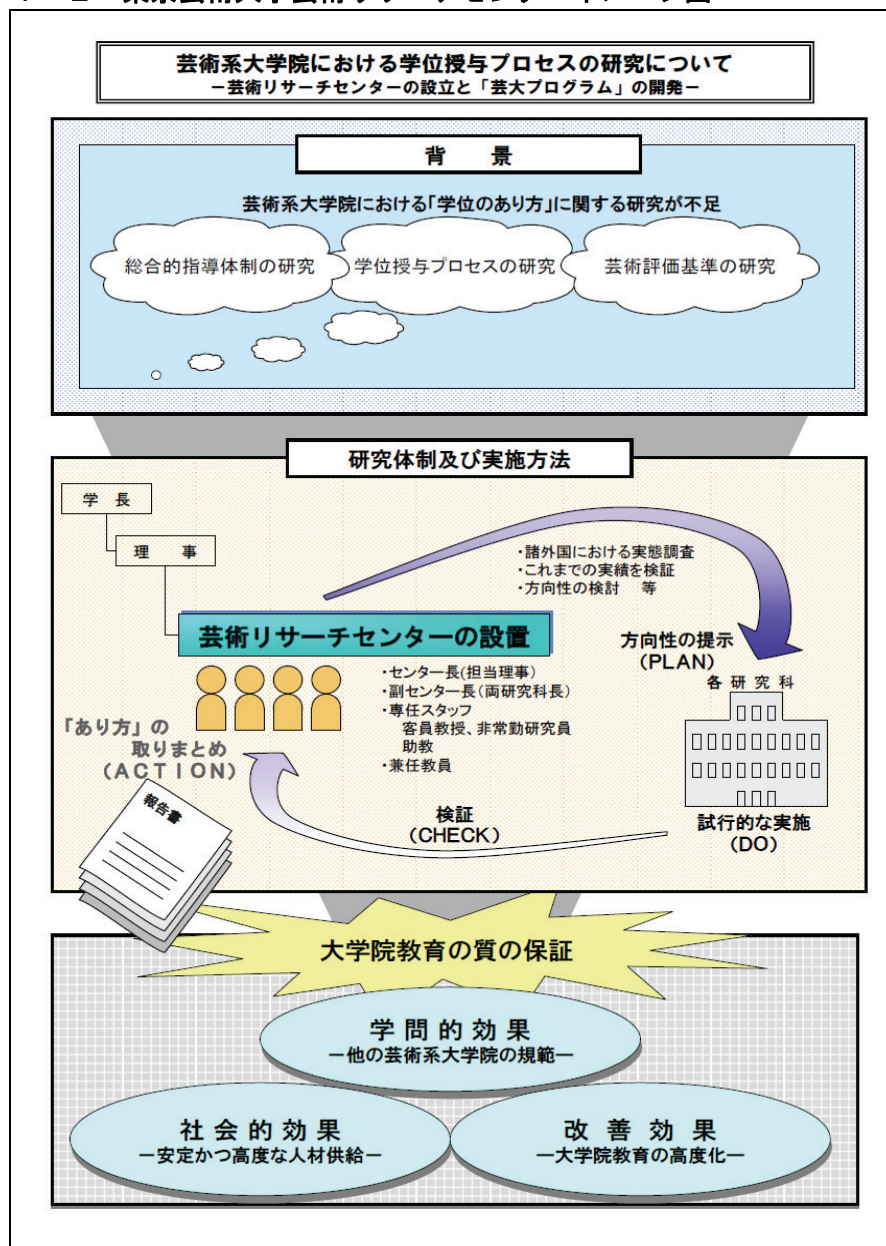 芸術系大学院における学位授与プロセスの研究について
－芸術リサーチセンターの設立と「芸大プログラム」の開発－
背　景
芸術系大学院における「学位のあり方」に関する研究が不足
総合的指導体制の研究
学位授与プロセスの研究
芸術評価基準の研究
研究体制及び実施方法
学　長
理　事
・諸外国における実態調査
・これまでの実績を検証
・方向性の検討　等
芸術リサーチセンターの設置
方向性の提示
(PLAN)
各 研 究 科
・センター長(担当理事)
・副センター長(両研究科長)
・専任スタッフ
客員教授、非常勤研究員
助教
・兼任教員
「あり方」の
取りまとめ
(ＡＣＴＩＯＮ)
報告書
検証
(CHECK)
試行的な実施
(DO)
大学院教育の質の保証
学 問 的 効 果
－他の芸術系大学院の規範－
社 会 的 効 果
－安定かつ高度な人材供給－
改 善 効 果
－大学院教育の高度化－